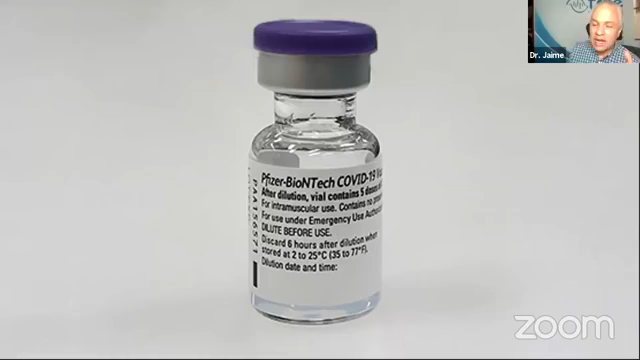 Dr. Jaime
Pfizer-BioNTech COVID-19
After dilution, vial contains 5 doses
For intramuscular use. Contains no
For use under Emergency Use
DILUTE BEFORE USE.
Discard 6 hours after dilution when
stored at 2 to 25°C (35 to 77°F).
Dilution date and time:
PAA156571
zoom